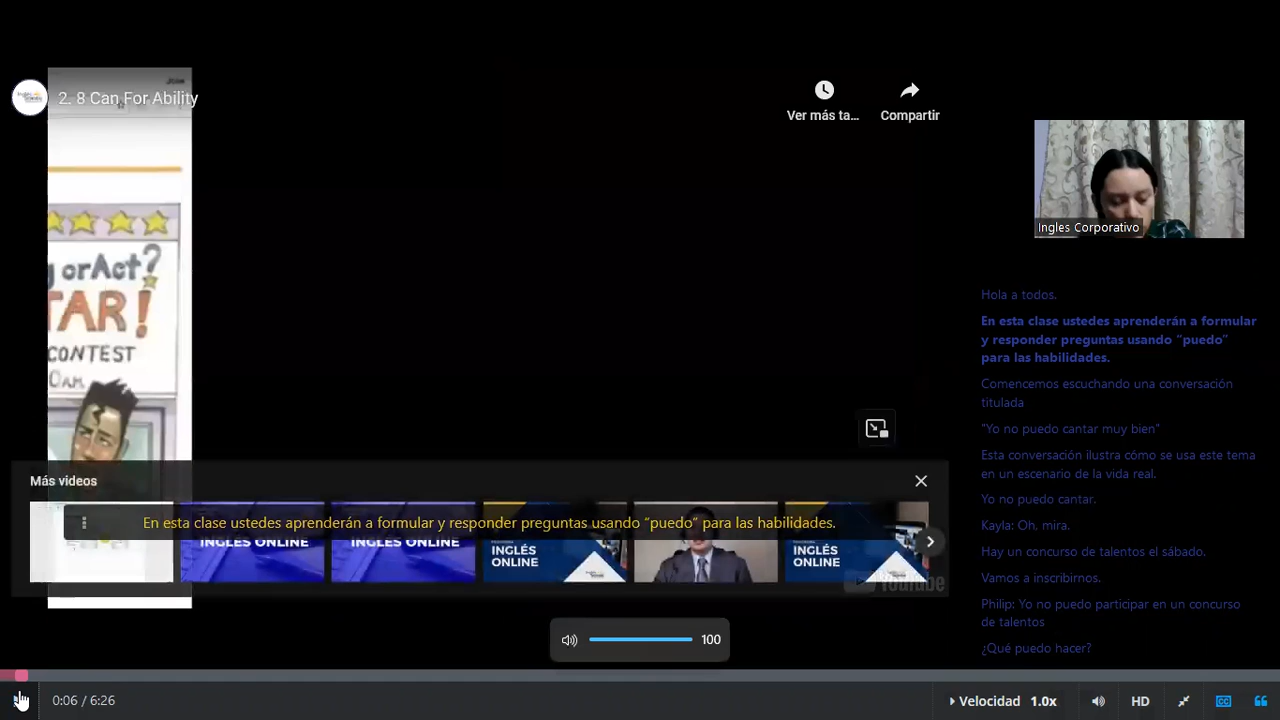 2. 8 Can For Ability
Ver más ta...
Compartir
orAct?
TAR!
CONTEST
Ingles Corporativo
Hola a todos.
En esta clase ustedes aprenderán a formular
y responder preguntas usando “puedo”
para las habilidades.
Comencemos escuchando una conversación
titulada
"Yo no puedo cantar muy bien"
Esta conversación ilustra cómo se usa este tema
en un escenario de la vida real.
Yo no puedo cantar.
Kayla: Oh, mira.
Hay un concurso de talentos el sábado.
Vamos a inscribirnos.
Philip: Yo no puedo participar en un concurso
de talentos
¿Qué puedo hacer?
Más videos
En esta clase ustedes aprenderán a formular y responder preguntas usando “puedo” para las habilidades.
INGLES ONLINE
INGLES ONLINE
INGLÉS
ONLINE
INGLÉS
ONLINE
YouTube
100
0:06 / 6:26
Velocidad 1.0x
HD
CC